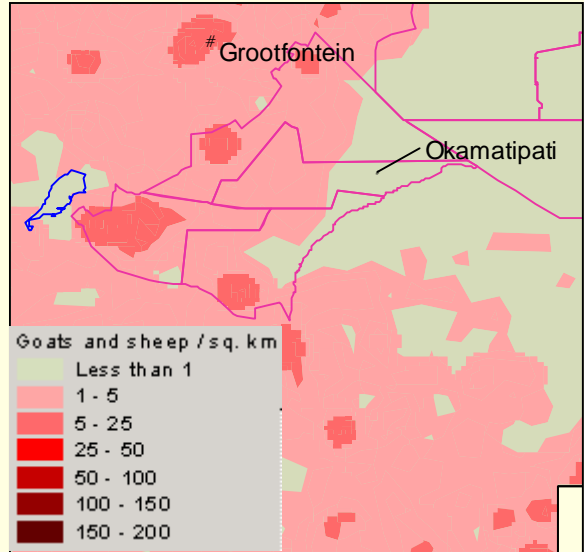 # Grootfontein
Okamatipati
Goats and sheep / sq. km
Less than 1
1 - 5
5 - 25
25 - 50
50 - 100
100 - 150
150 - 200